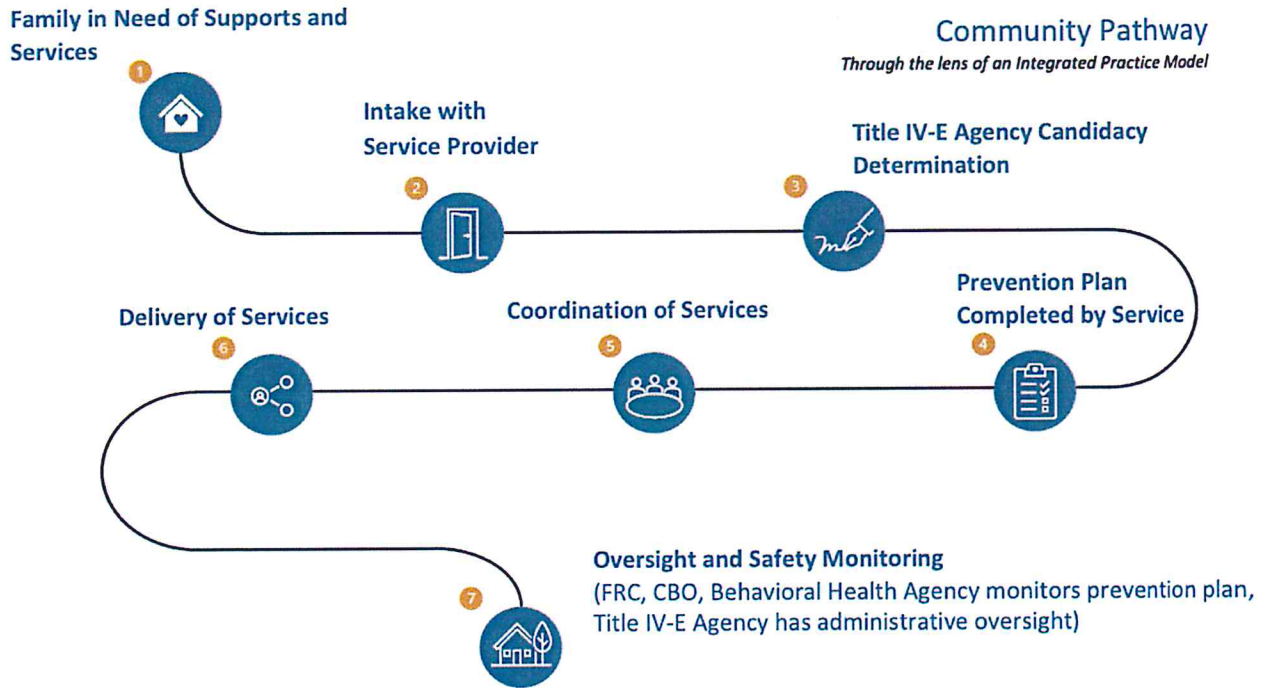 Community Pathway
Through the lens of an Integrated Practice Model
Family in Need of Supports and
Services
1
Intake with
Service Provider
2
Title IV-E Agency Candidacy
Determination
3
Prevention Plan
Completed by Service
4
Coordination of Services
5
Delivery of Services
6
Oversight and Safety Monitoring
(FRC, CBO, Behavioral Health Agency monitors prevention plan,
Title IV-E Agency has administrative oversight)
7